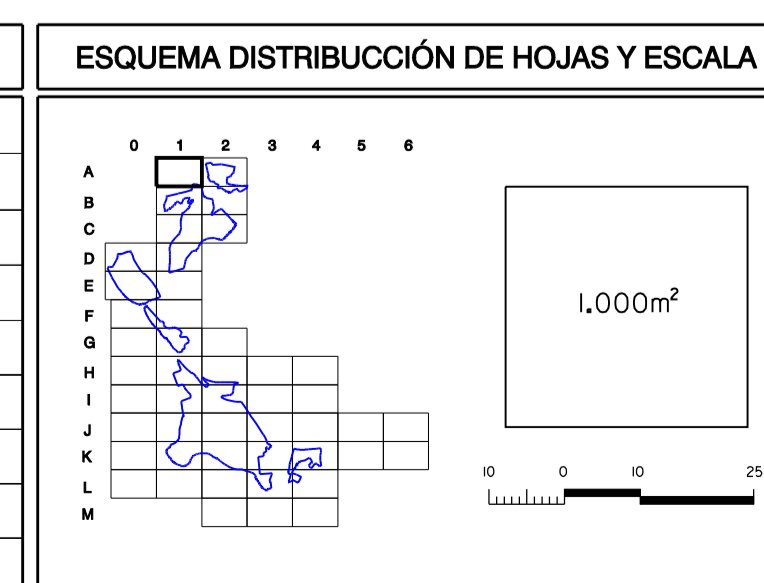 ESQUEMA DISTRIBUCCIÓN DE HOJAS Y ESCALA
0 1 2 3 4 5 6
A
B
C
D
E
F
G
H
I
J
K
L
M
1.000m²
10 0 10 25